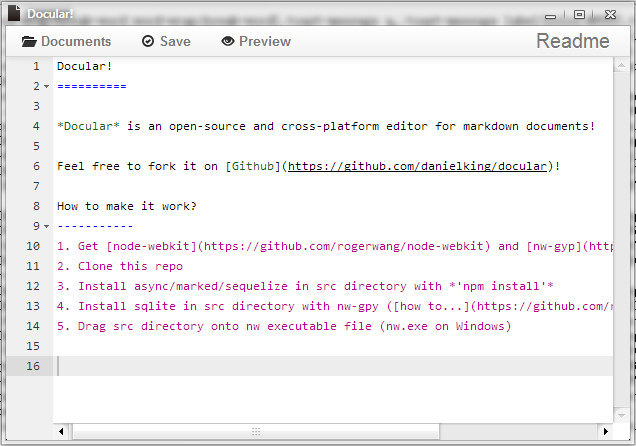 Docular!
Documents Save Preview Readme
1 Docular!
2 ==========
3
4 *Docular* is an open-source and cross-platform editor for markdown documents!
5
6 Feel free to fork it on [Github](https://github.com/danielking/docular)!
7
8 How to make it work?
9 -----------
10 1. Get [node-webkit](https://github.com/rogerwang/node-webkit) and [nw-gyp](http
11 2. Clone this repo
12 3. Install async/marked/sequelize in src directory with *'npm install'*
13 4. Install sqlite in src directory with nw-gpy ([how to...](https://github.com/r
14 5. Drag src directory onto nw executable file (nw.exe on Windows)
15
16